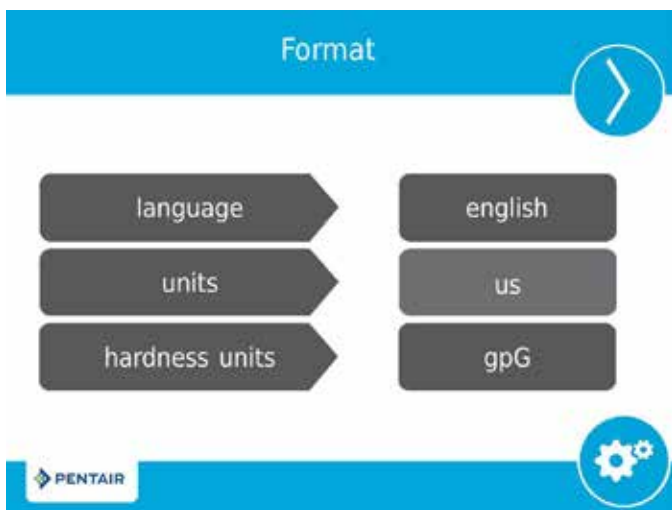 Format
language english
units us
hardness units gpG
PENTAIR